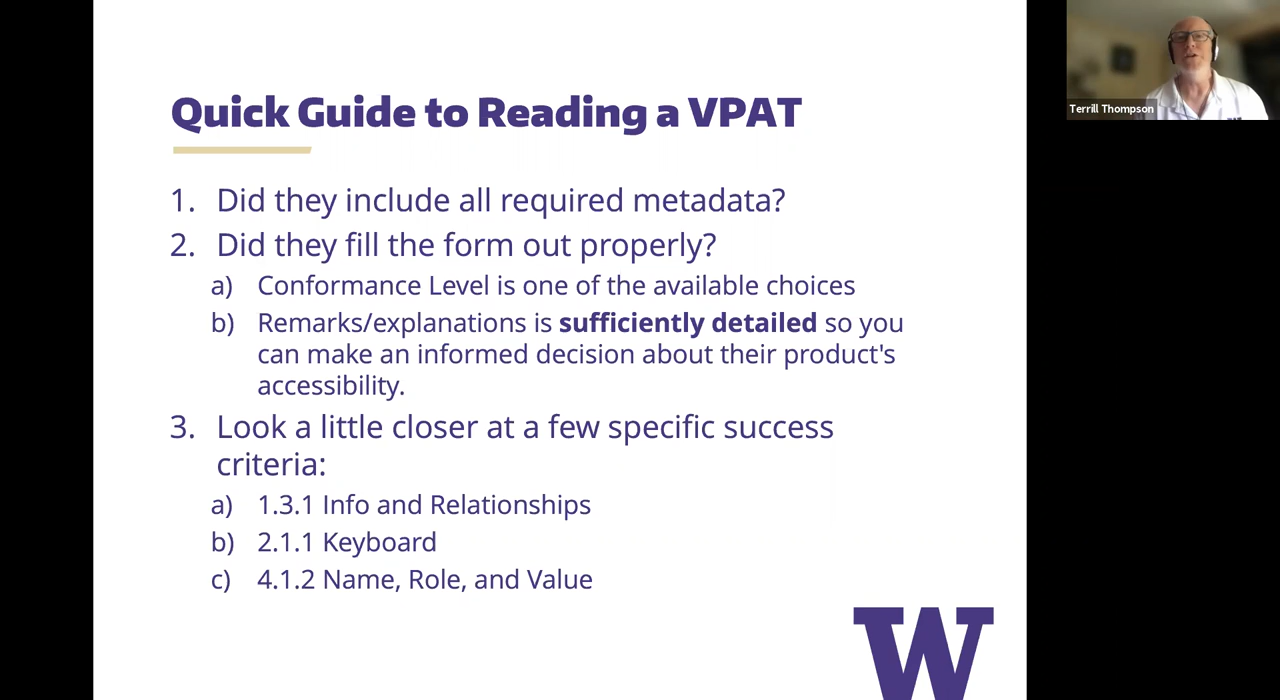 Quick Guide to Reading a VPAT
1. Did they include all required metadata?
2. Did they fill the form out properly?
a) Conformance Level is one of the available choices
b) Remarks/explanations is sufficiently detailed so you
can make an informed decision about their product's
accessibility.
3. Look a little closer at a few specific success
criteria:
a) 1.3.1 Info and Relationships
b) 2.1.1 Keyboard
c) 4.1.2 Name, Role, and Value
W
Terrill Thompson